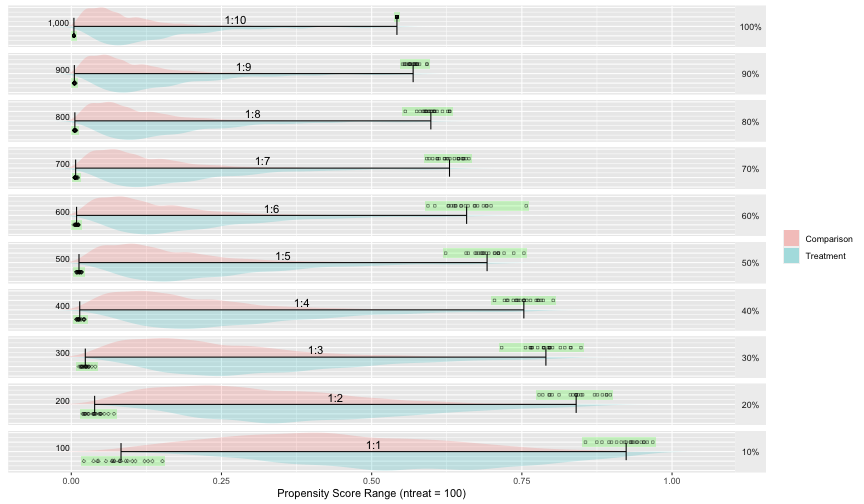 1,000 1:10 100%
900 1:9 90%
800 1:8 80%
700 1:7 70%
600 1:6 60%
500 1:5 50%
400 1:4 40%
300 1:3 30%
200 1:2 20%
100 1:1 10%
0.00 0.25 0.50 0.75 1.00
Propensity Score Range (ntreat = 100)
Comparison
Treatment